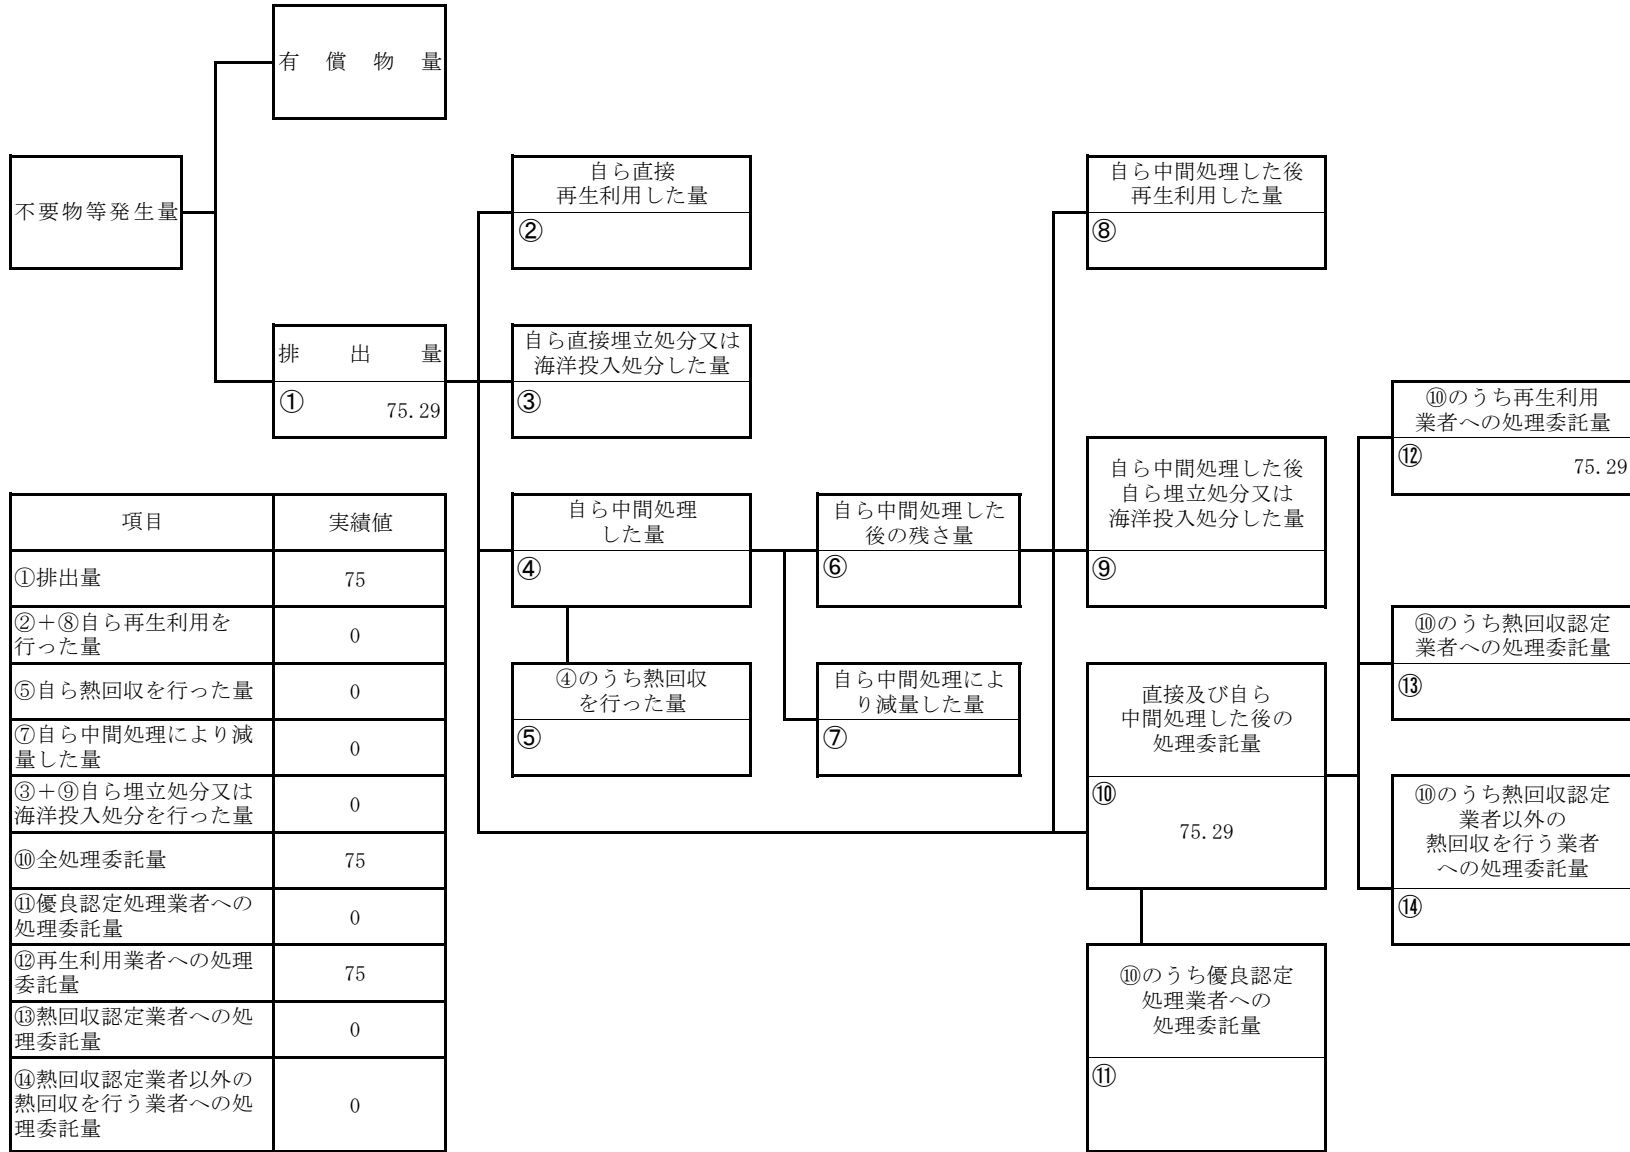 有償物量
不要物等発生量
排出量
①
75.29
自ら直接
再生利用した量
②
自ら直接埋立処分又は
海洋投入処分した量
③
自ら中間処理
した量
④
④のうち熱回収
を行った量
⑤
自ら中間処理した
後の残さ量
⑥
自ら中間処理によ
り減量した量
⑦
自ら中間処理した後
再生利用した量
⑧
自ら中間処理した後
自ら埋立処分又は
海洋投入処分した量
⑨
直接及び自ら
中間処理した後の
処理委託量
⑩
75.29
⑩のうち優良認定
処理業者への
処理委託量
⑪
⑩のうち再生利用
業者への処理委託量
⑫
75.29
⑩のうち熱回収認定
業者への処理委託量
⑬
⑩のうち熱回収認定
業者以外の
熱回収を行う業者
への処理委託量
⑭
項目 実績値
①排出量 75
②+⑧自ら再生利用を
行った量 0
⑤自ら熱回収を行った量 0
⑦自ら中間処理により減
量した量 0
③+⑨自ら埋立処分又は
海洋投入処分を行った量 0
⑩全処理委託量 75
⑪優良認定処理業者への
処理委託量 0
⑫再生利用業者への処理
委託量 75
⑬熱回収認定業者への処
理委託量 0
⑭熱回収認定業者以外の
熱回収を行う業者への処
理委託量 0